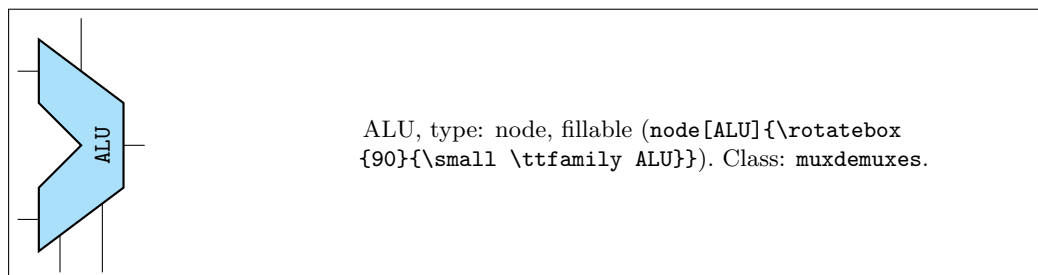 ALU
ALU, type: node, fillable (node[ALU]{\rotatebox
{90}{\small \ttfamily ALU}}). Class: muxdemuxes.